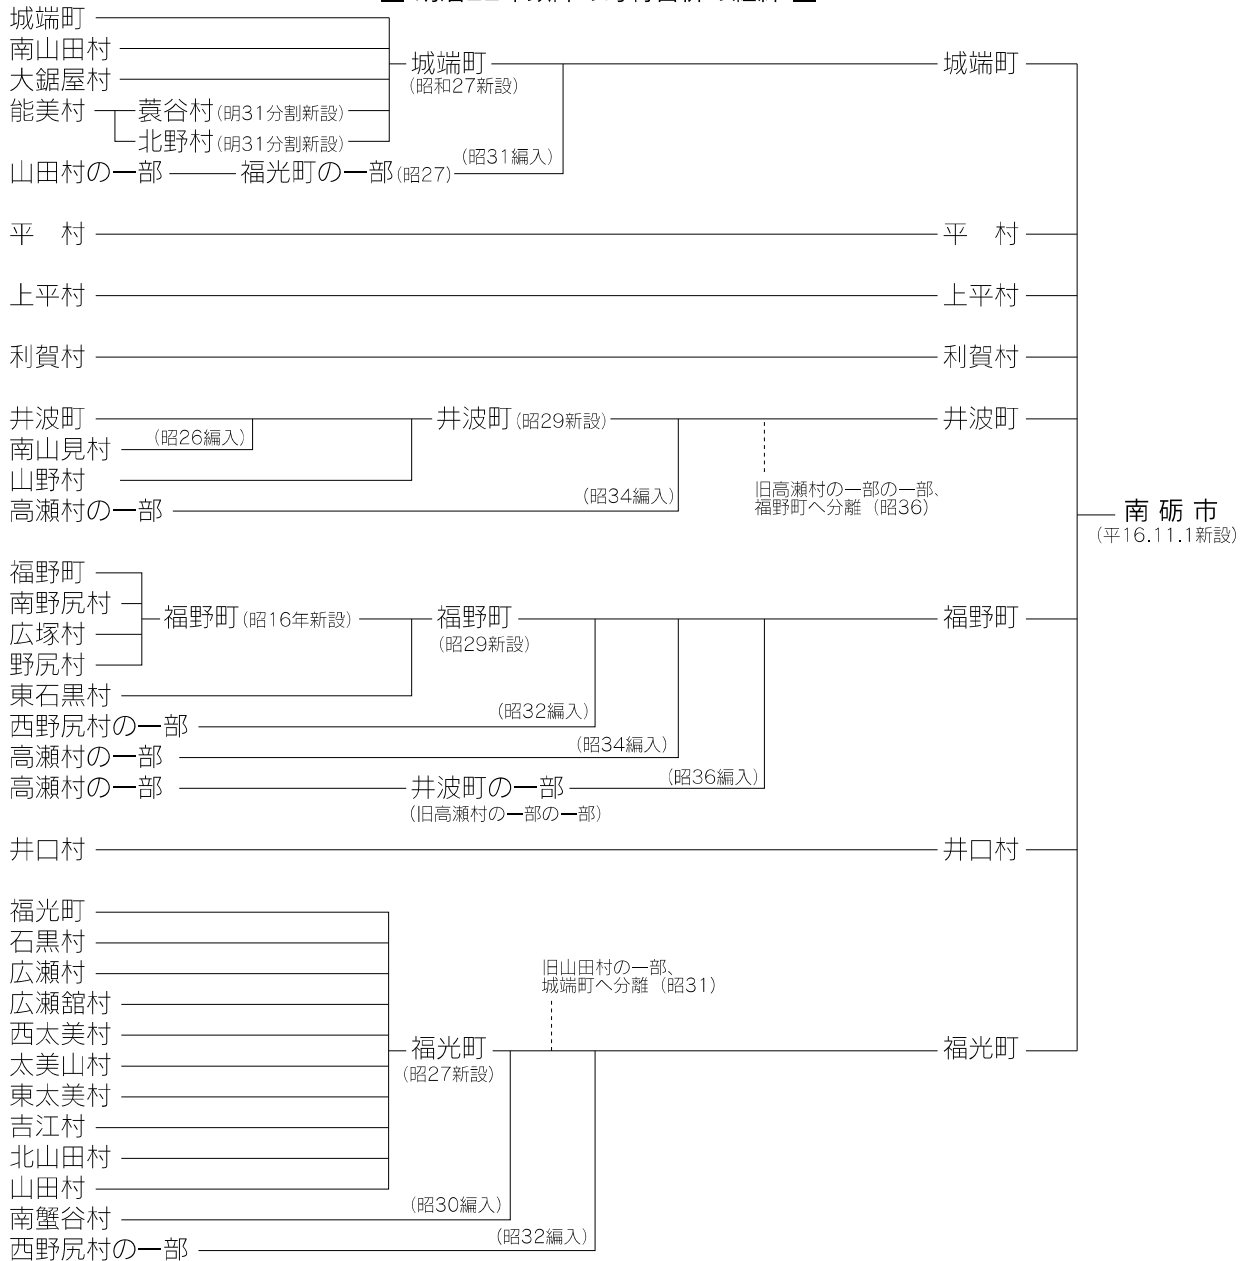 城端町
南山田村
大鋸屋村
能美村 蓑谷村(明31分割新設)
北野村(明31分割新設)
城端町
(昭和27新設)
城端町
山田村の一部 福光町の一部(昭27) (昭31編入)
平　村 平　村
上平村 上平村
利賀村 利賀村
井波町 井波町(昭29新設) 井波町
南山見村 (昭26編入)
山野村
高瀬村の一部 (昭34編入)
旧高瀬村の一部の一部、
福野町へ分離(昭36)
南 砺 市
(平16.11.1新設)
福野町
南野尻村
広塚村
野尻村
福野町(昭16年新設)
福野町
(昭29新設)
福野町
東石黒村
西野尻村の一部 (昭32編入)
高瀬村の一部 (昭34編入)
高瀬村の一部 井波町の一部 (昭36編入)
(旧高瀬村の一部の一部)
井口村 井口村
福光町
石黒村
広瀬村
広瀬舘村
西太美村
太美山村
東太美村
吉江村
北山田村
山田村
福光町
(昭27新設)
旧山田村の一部、
城端町へ分離(昭31)
福光町
南蟹谷村 (昭30編入)
西野尻村の一部 (昭32編入)